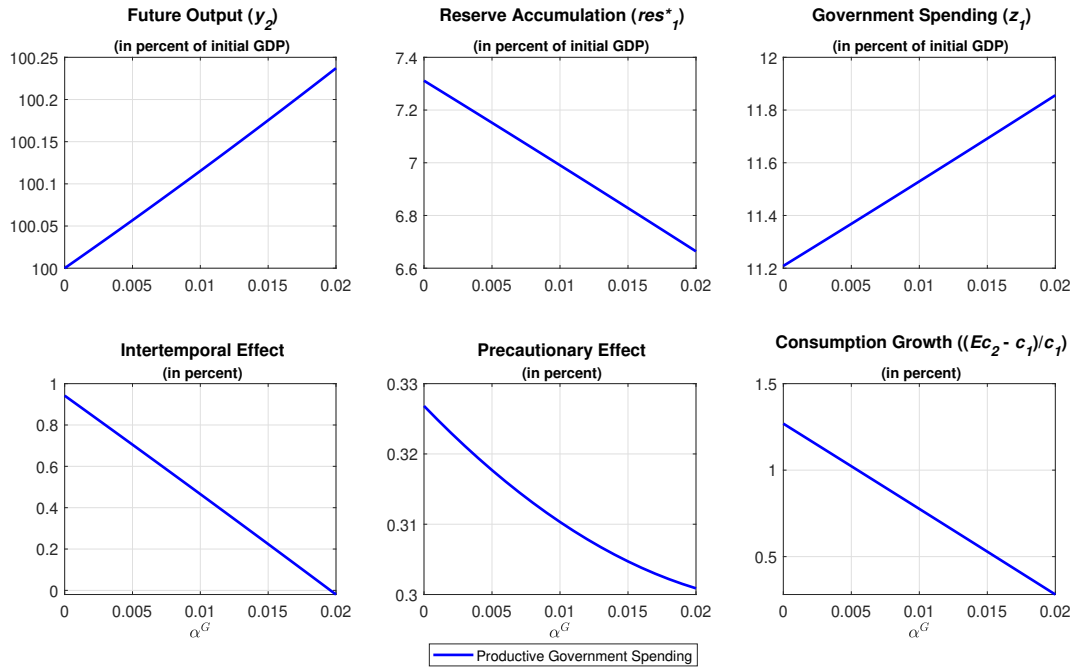 Future Output (y2)
(in percent of initial GDP)
100.25
100.2
100.15
100.1
100.05
100
0 0.005 0.01 0.015 0.02
Reserve Accumulation (res*1)
(in percent of initial GDP)
7.4
7.2
7
6.8
6.6
0 0.005 0.01 0.015 0.02
Government Spending (z1)
(in percent of initial GDP)
12
11.8
11.6
11.4
11.2
0 0.005 0.01 0.015 0.02
Intertemporal Effect
(in percent)
1
0.8
0.6
0.4
0.2
0
0 0.005 0.01 0.015 0.02
α^G
Precautionary Effect
(in percent)
0.33
0.32
0.31
0.3
0 0.005 0.01 0.015 0.02
Consumption Growth ((Ec2 - c1)/c1)
(in percent)
1.5
1
0.5
0 0.005 0.01 0.015 0.02
α^G
Productive Government Spending